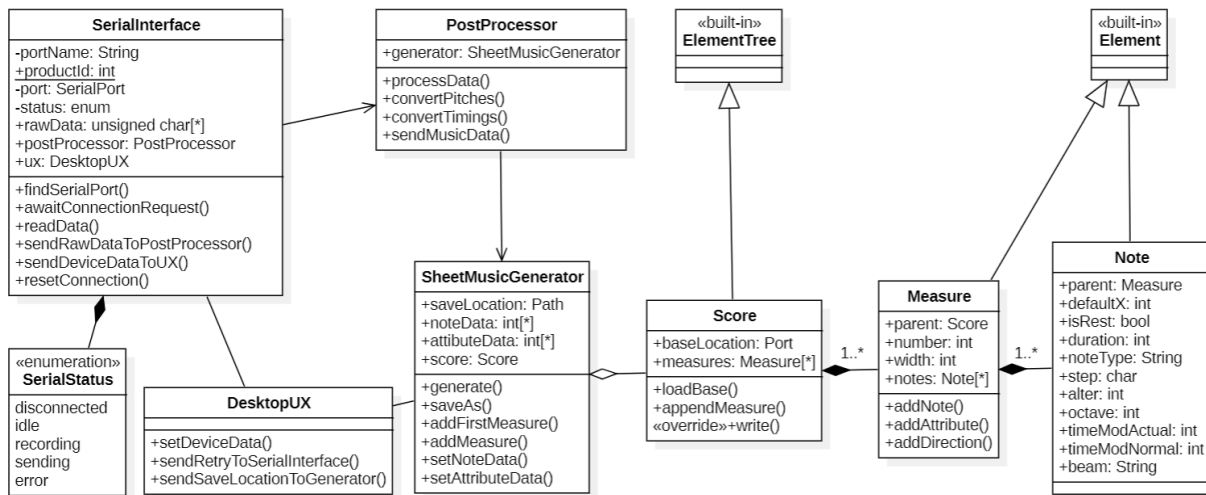 SerialInterface
-portName: String
+productId: int
-port: SerialPort
-status: enum
+rawData: unsigned char[*]
+postProcessor: PostProcessor
+ux: DesktopUX
+findSerialPort()
+awaitConnectionRequest()
+readData()
+sendRawDataToPostProcessor()
+sendDeviceDataToUX()
+resetConnection()
PostProcessor
+generator: SheetMusicGenerator
+processData()
+convertPitches()
+convertTimings()
+sendMusicData()
«built-in»
ElementTree
«built-in»
Element
«enumeration»
SerialStatus
disconnected
idle
recording
sending
error
DesktopUX
+setDeviceData()
+sendRetryToSerialInterface()
+sendSaveLocationToGenerator()
SheetMusicGenerator
+saveLocation: Path
+noteData: int[*]
+attibuteData: int[*]
+score: Score
+generate()
+saveAs()
+addFirstMeasure()
+addMeasure()
+setNoteData()
+setAttributeData()
Score
+baseLocation: Port
+measures: Measure[*]
+loadBase()
+appendMeasure()
«override»+write()
1..*
Measure
+parent: Score
+number: int
+width: int
+notes: Note[*]
+addNote()
+addAttribute()
+addDirection()
1..*
Note
+parent: Measure
+defaultX: int
+isRest: bool
+duration: int
+noteType: String
+step: char
+alter: int
+octave: int
+timeModActual: int
+timeModNormal: int
+beam: String